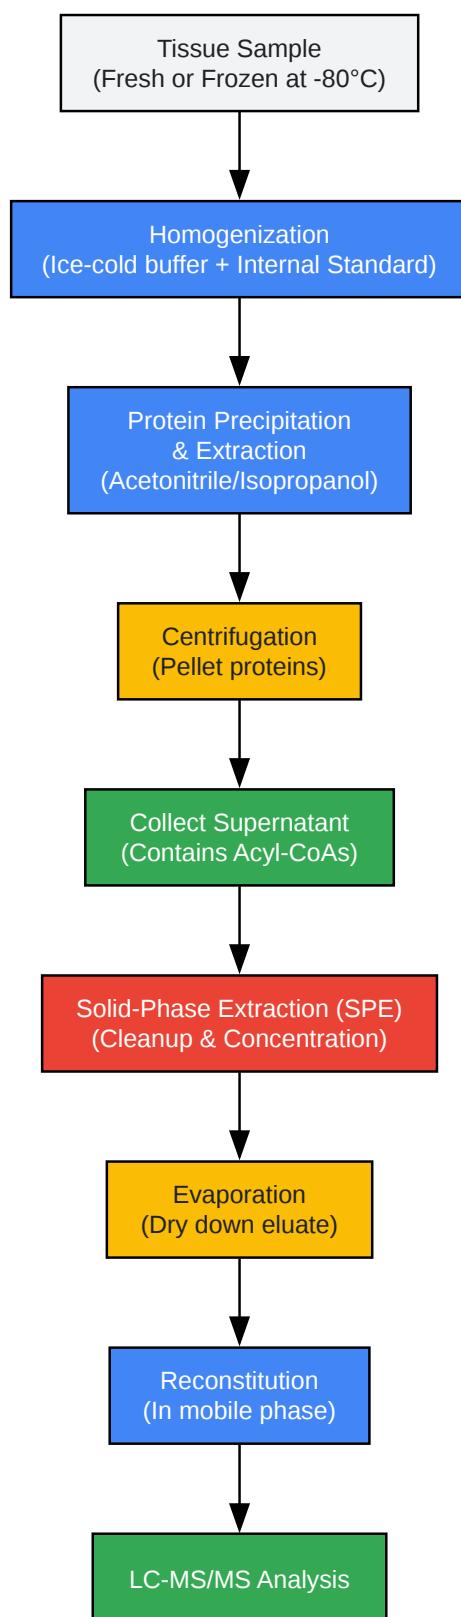 Tissue Sample
(Fresh or Frozen at -80°C)
Homogenization
(Ice-cold buffer + Internal Standard)
Protein Precipitation
& Extraction
(Acetonitrile/Isopropanol)
Centrifugation
(Pellet proteins)
Collect Supernatant
(Contains Acyl-CoAs)
Solid-Phase Extraction (SPE)
(Cleanup & Concentration)
Evaporation
(Dry down eluate)
Reconstitution
(In mobile phase)
LC-MS/MS Analysis